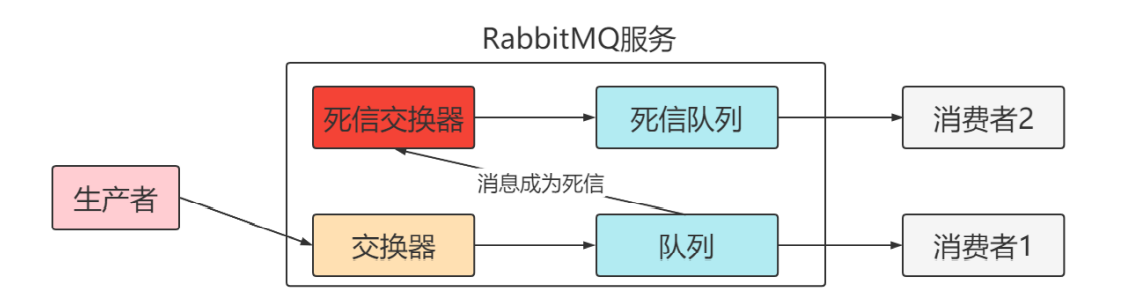 RabbitMQ服务
死信交换器
死信队列
消费者2
消息成为死信
生产者
交换器
队列
消费者1